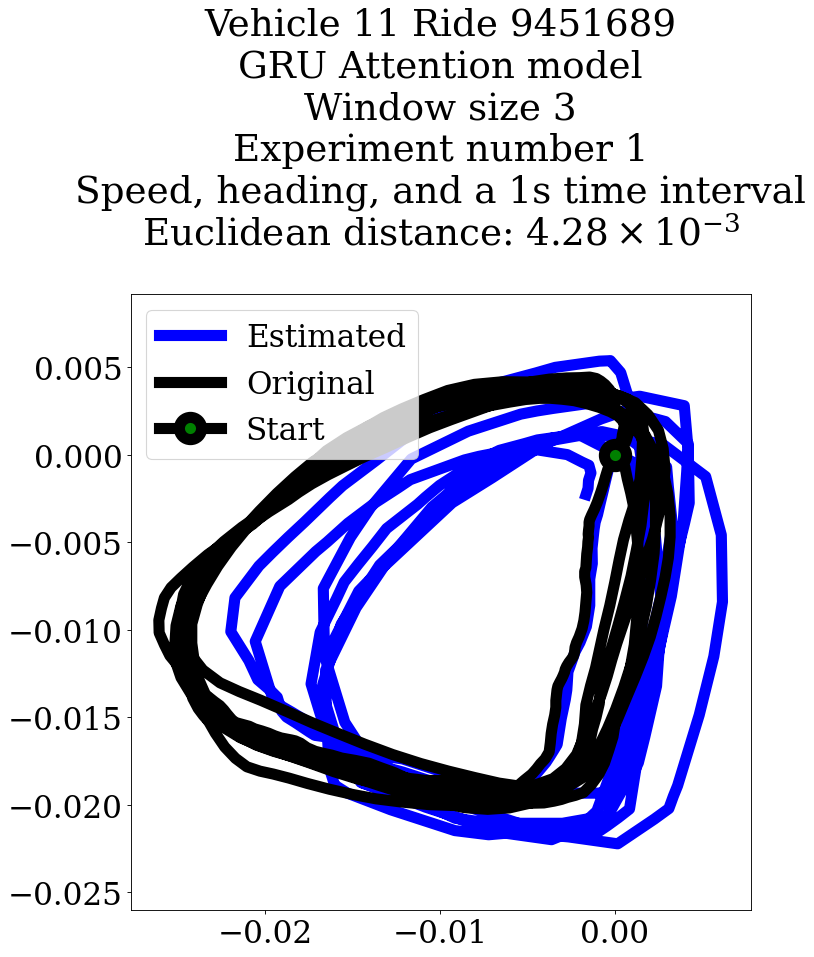 Vehicle 11 Ride 9451689
GRU Attention model
Window size 3
Experiment number 1
Speed, heading, and a 1s time interval
Euclidean distance: 4.28 × 10⁻³
Estimated
Original
Start
0.005
0.000
−0.005
−0.010
−0.015
−0.020
−0.025
−0.02
−0.01
0.00